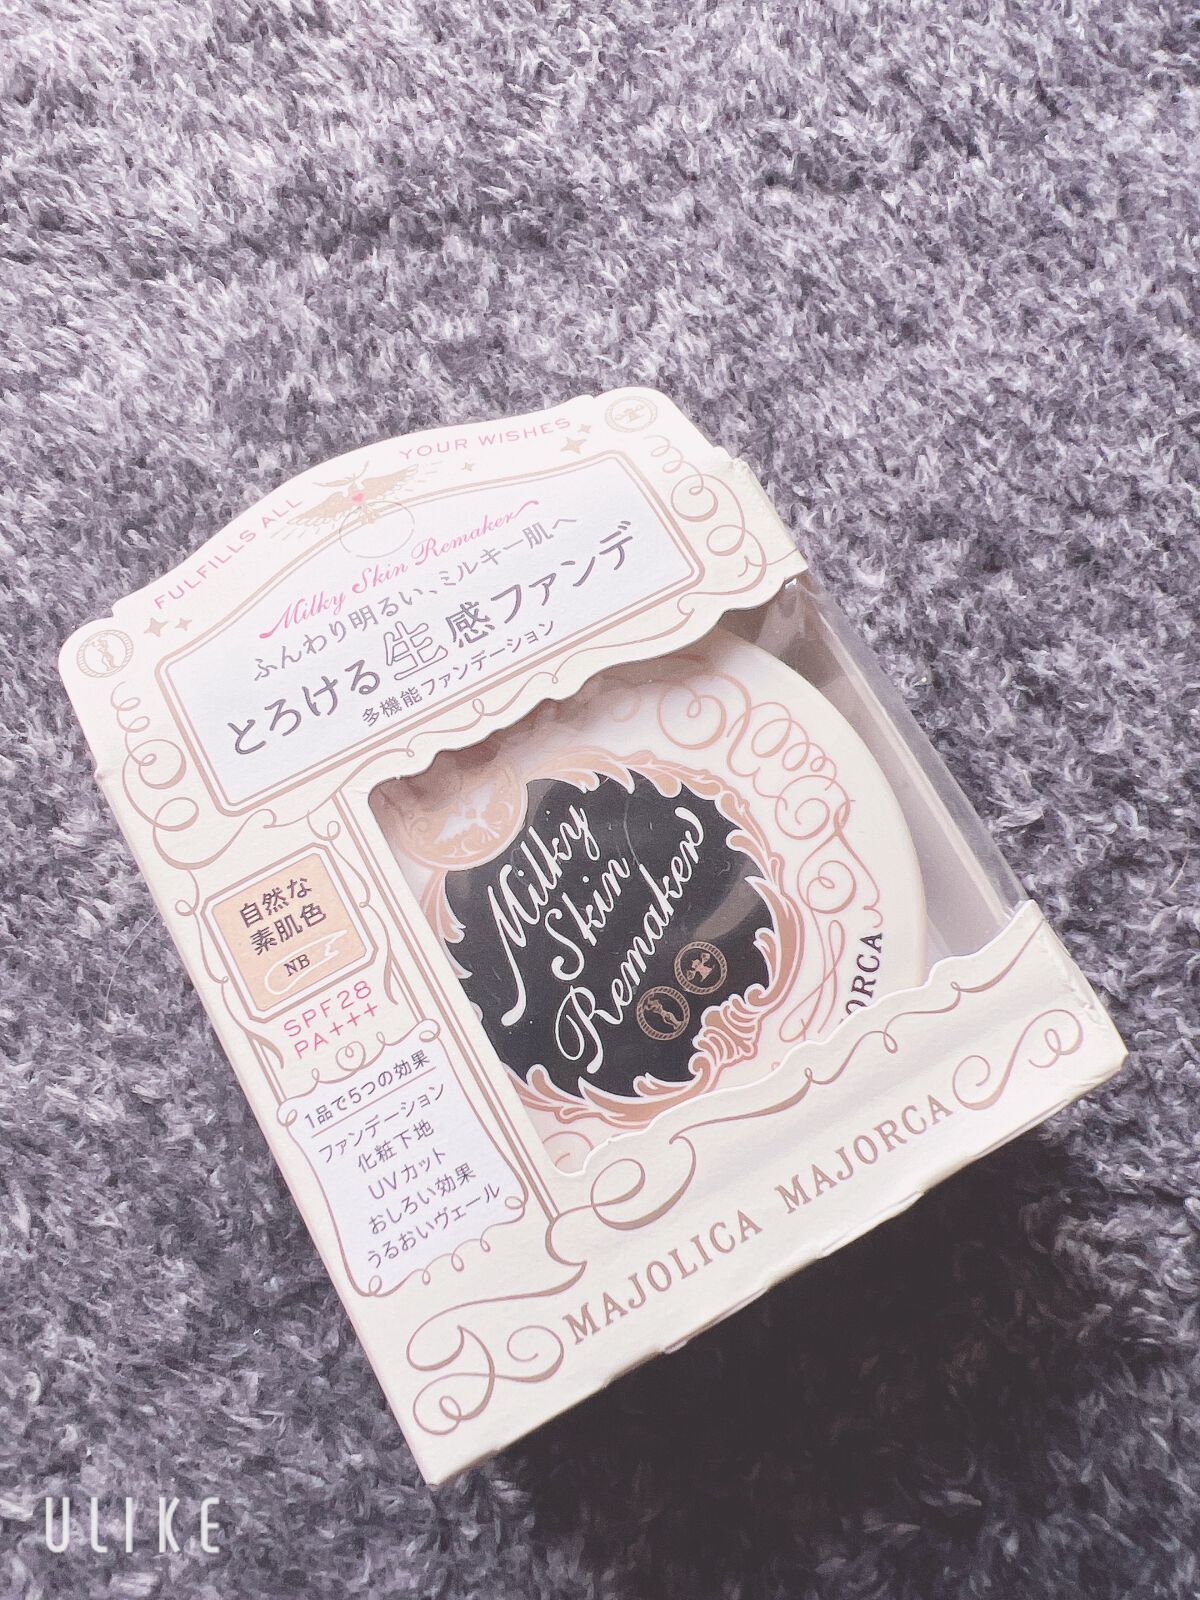 FULFILLS ALL YOUR WISHES
Milky Skin Remaker
ふんわり明るい、ミルキー肌へ
とろける生感ファンデ
多機能ファンデーション
自然な
素肌色
NB
SPF28
PA+++
1品で5つの効果
ファンデーション
化粧下地
UVカット
おしろい効果
うるおいヴェール
Milky
Skin
Remaker
ORCA
MAJOLICA MAJORCA
ULIKE